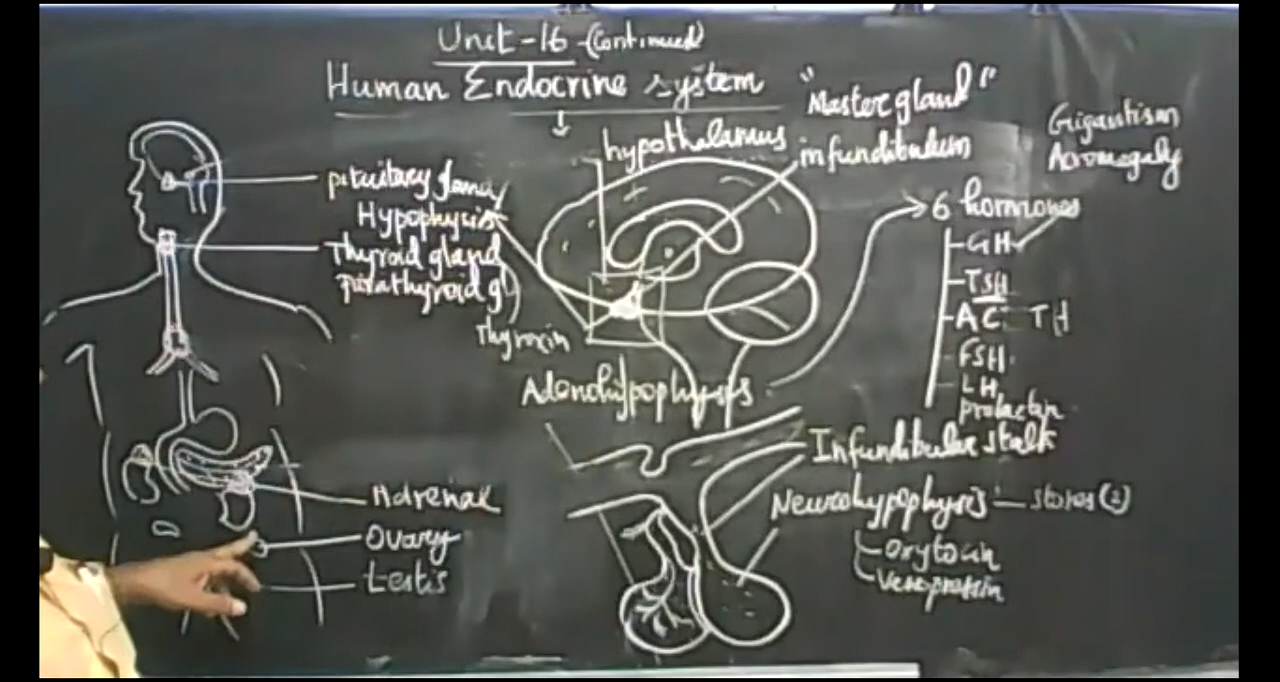 Unit-16 (Continued)
Human Endocrine system
"Master gland"
hypothalamus
infundibulum
Gigantism
Acromegaly
pituitary gland/
Hypophysis
Thyroid gland
parathyroid gl)
Thyroxin
6 hormones
GH
TSH
ACTH
FSH
LH
prolactin
Adenohypophysis
Infundibular stalk
Neurohypophysis — stores (2)
Oxytocin
Vasopressin
Adrenal
Ovary
testis